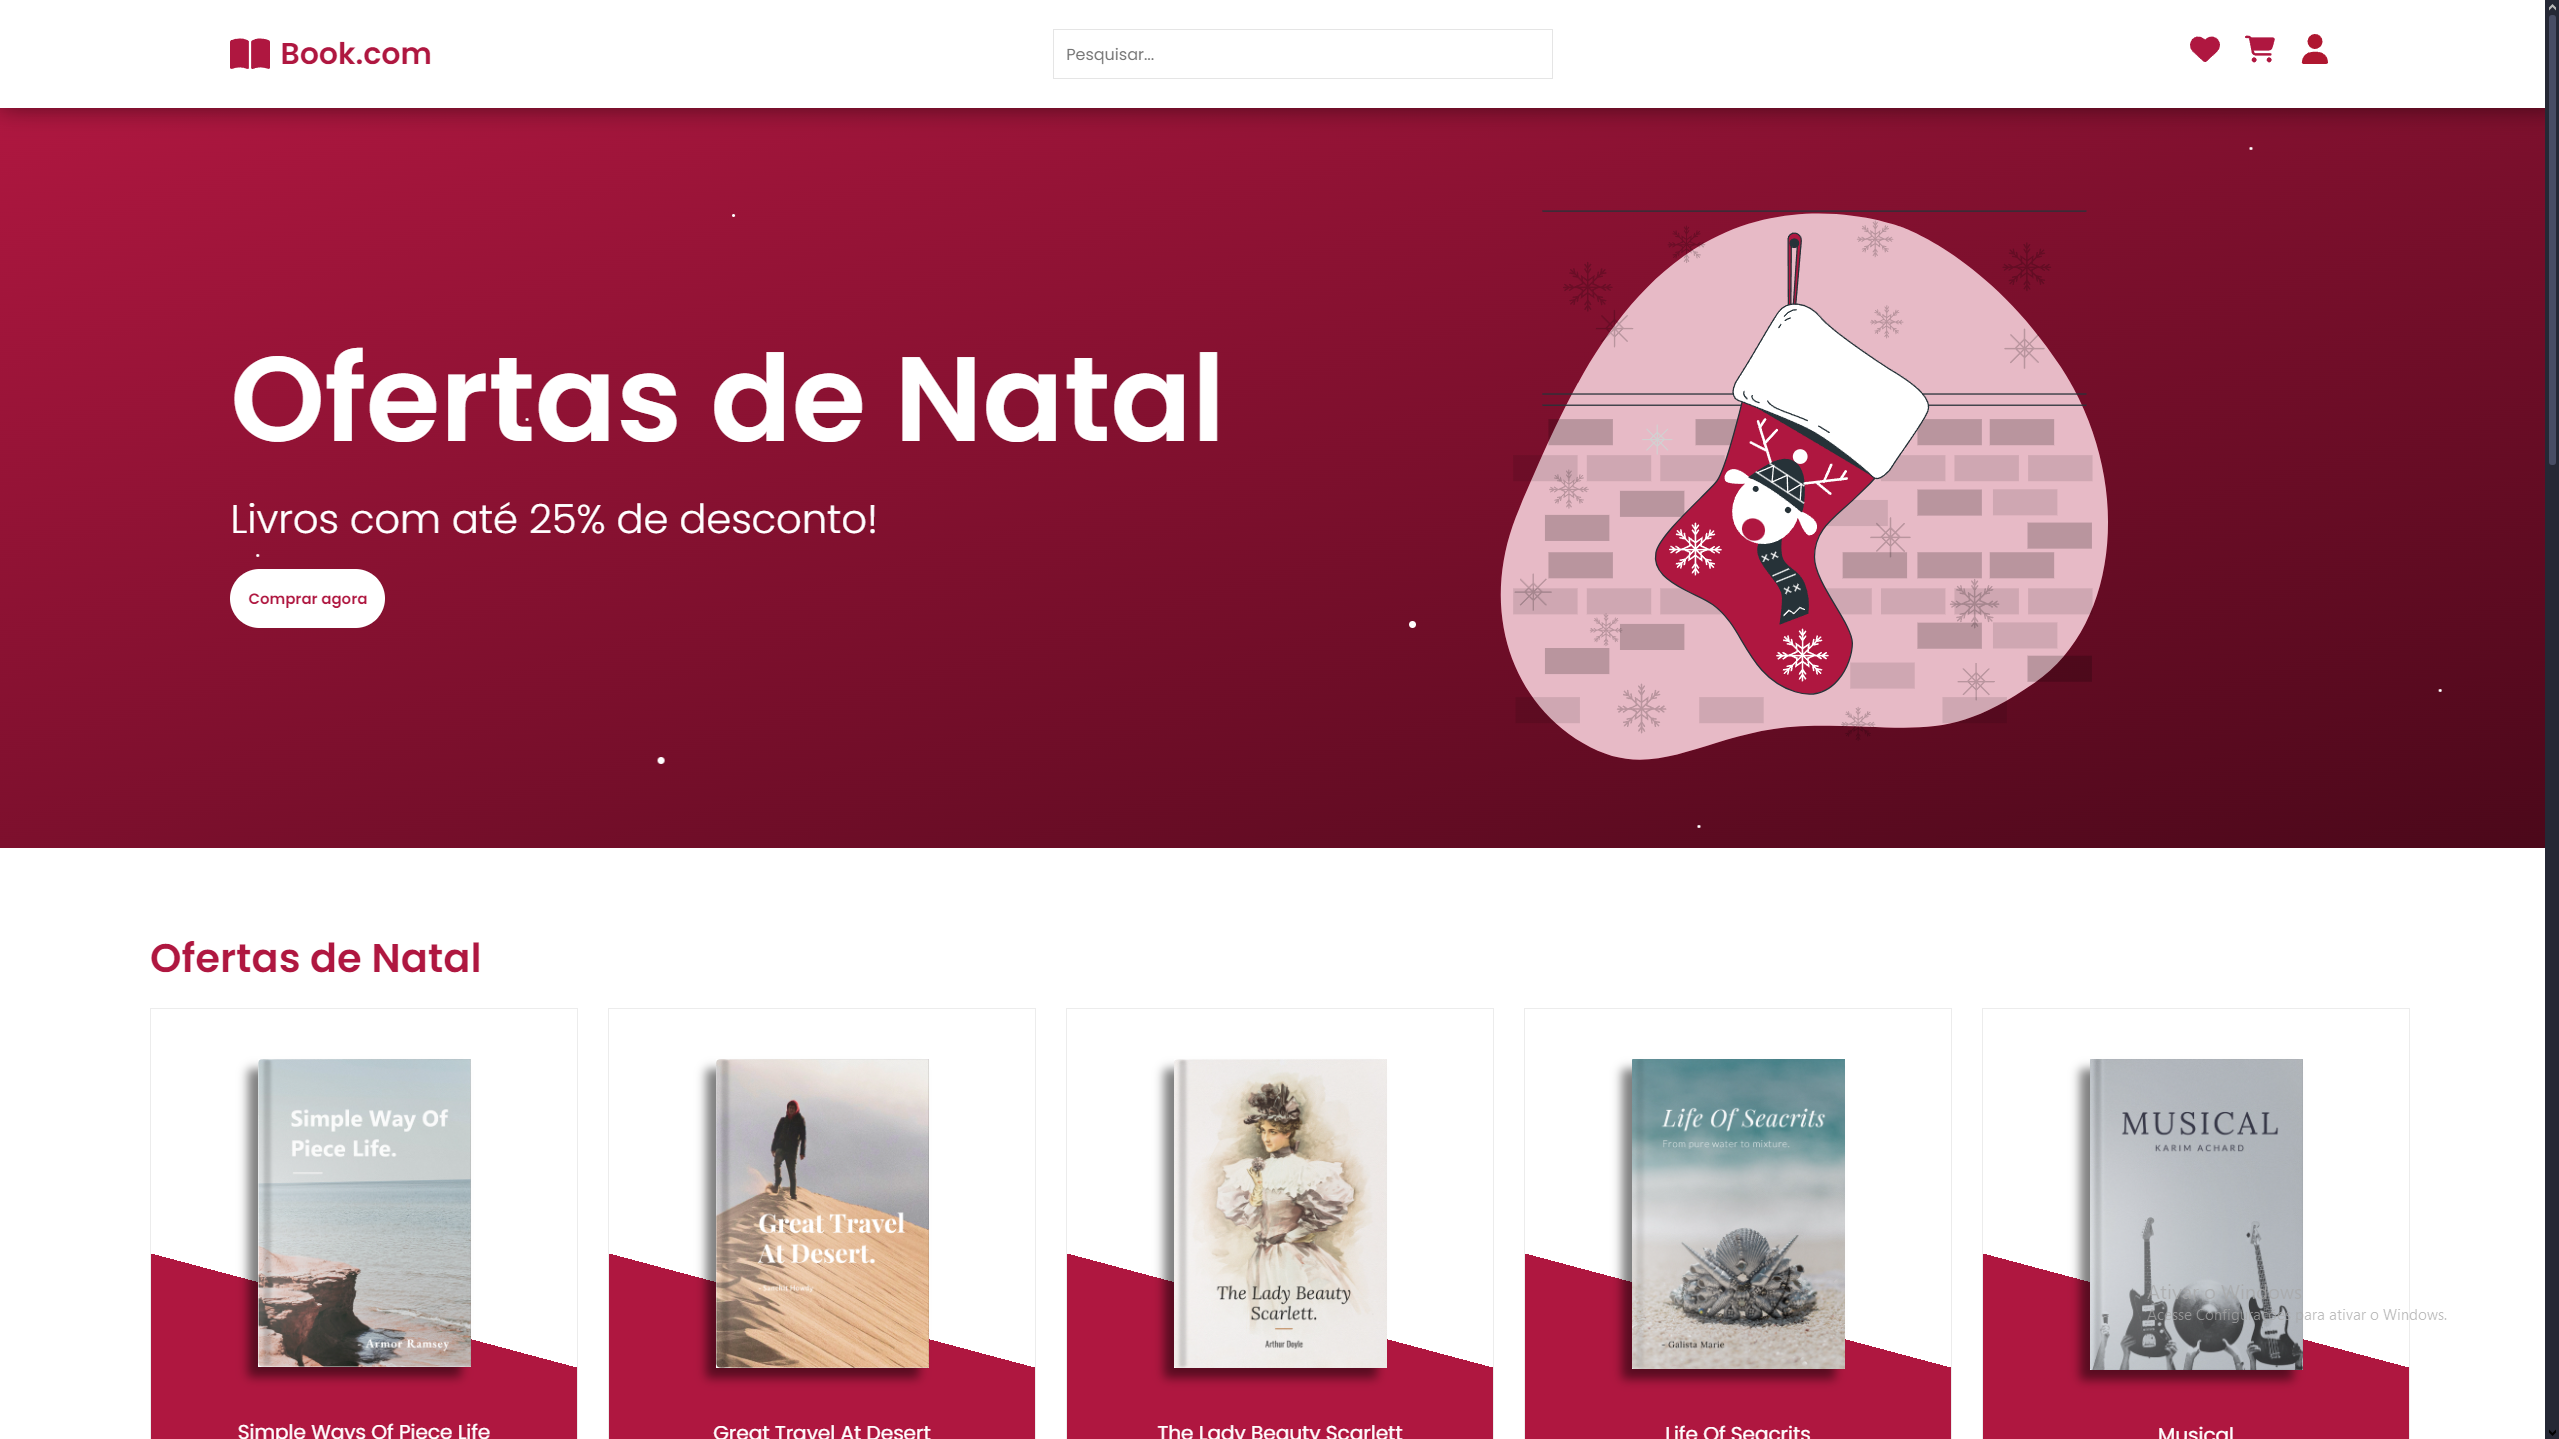 Book.com
Pesquisar...
Ofertas de Natal
Livros com até 25% de desconto!
Comprar agora
Ofertas de Natal
Simple Way Of
Piece Life.
Armor Ramsey
Great Travel
At Desert.
The Lady Beauty
Scarlett.
Arthur Doyle
Life Of Seacrits
From pure water to mixture.
- Galista Marie
MUSICAL
KARIM ACHARD
Ativar o Windows
Acesse Configurações para ativar o Windows.
Simple Ways Of Piece Life
Great Travel At Desert
The Lady Beauty Scarlett
Life Of Seacrits
Musical